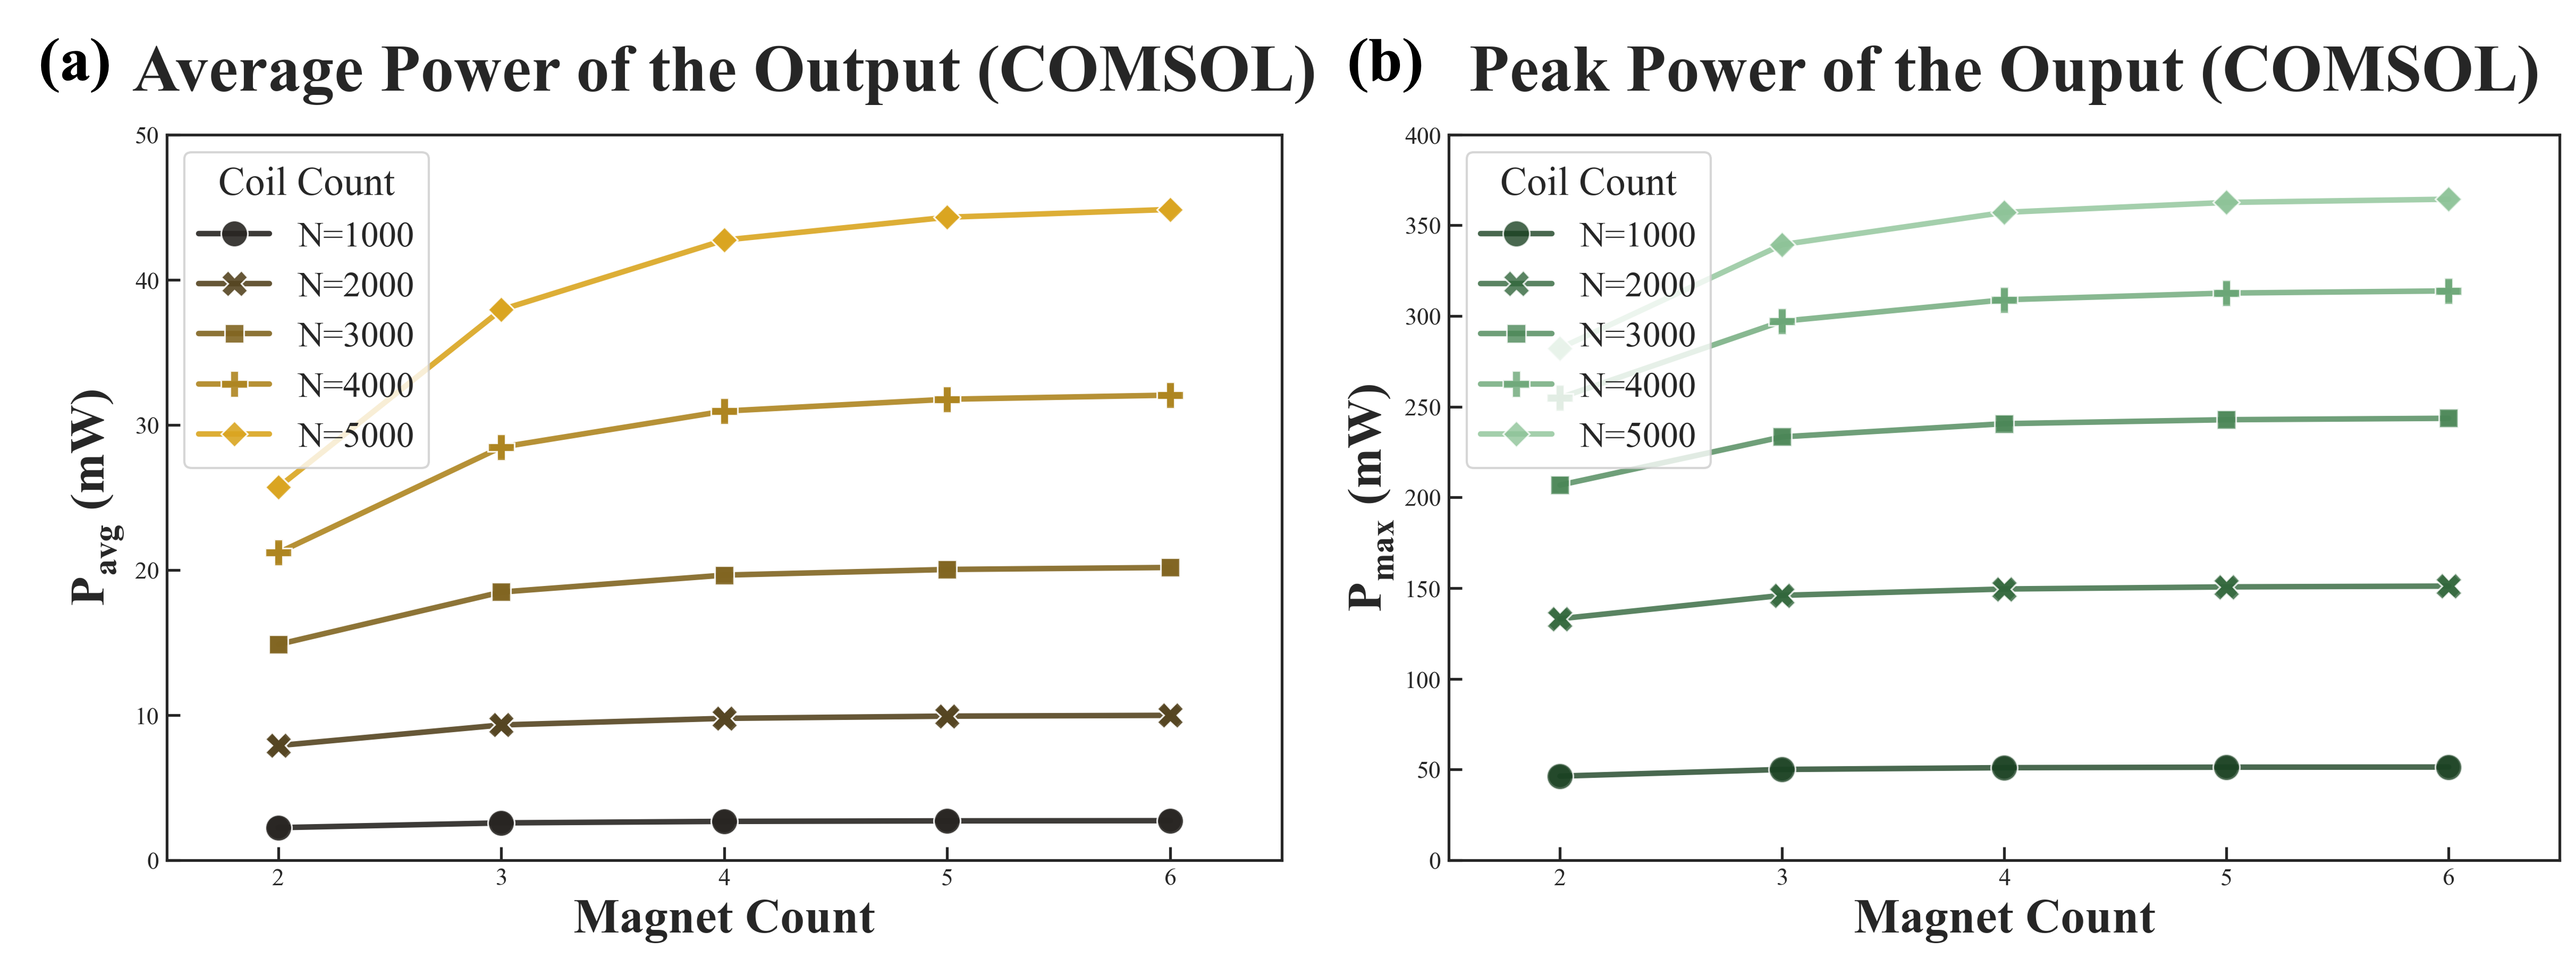 (a) Average Power of the Output (COMSOL)
50
40
30
20
10
0
P avg (mW)
Coil Count
N=1000
N=2000
N=3000
N=4000
N=5000
2 3 4 5 6
Magnet Count
(b) Peak Power of the Ouput (COMSOL)
400
350
300
250
200
150
100
50
0
P max (mW)
Coil Count
N=1000
N=2000
N=3000
N=4000
N=5000
2 3 4 5 6
Magnet Count